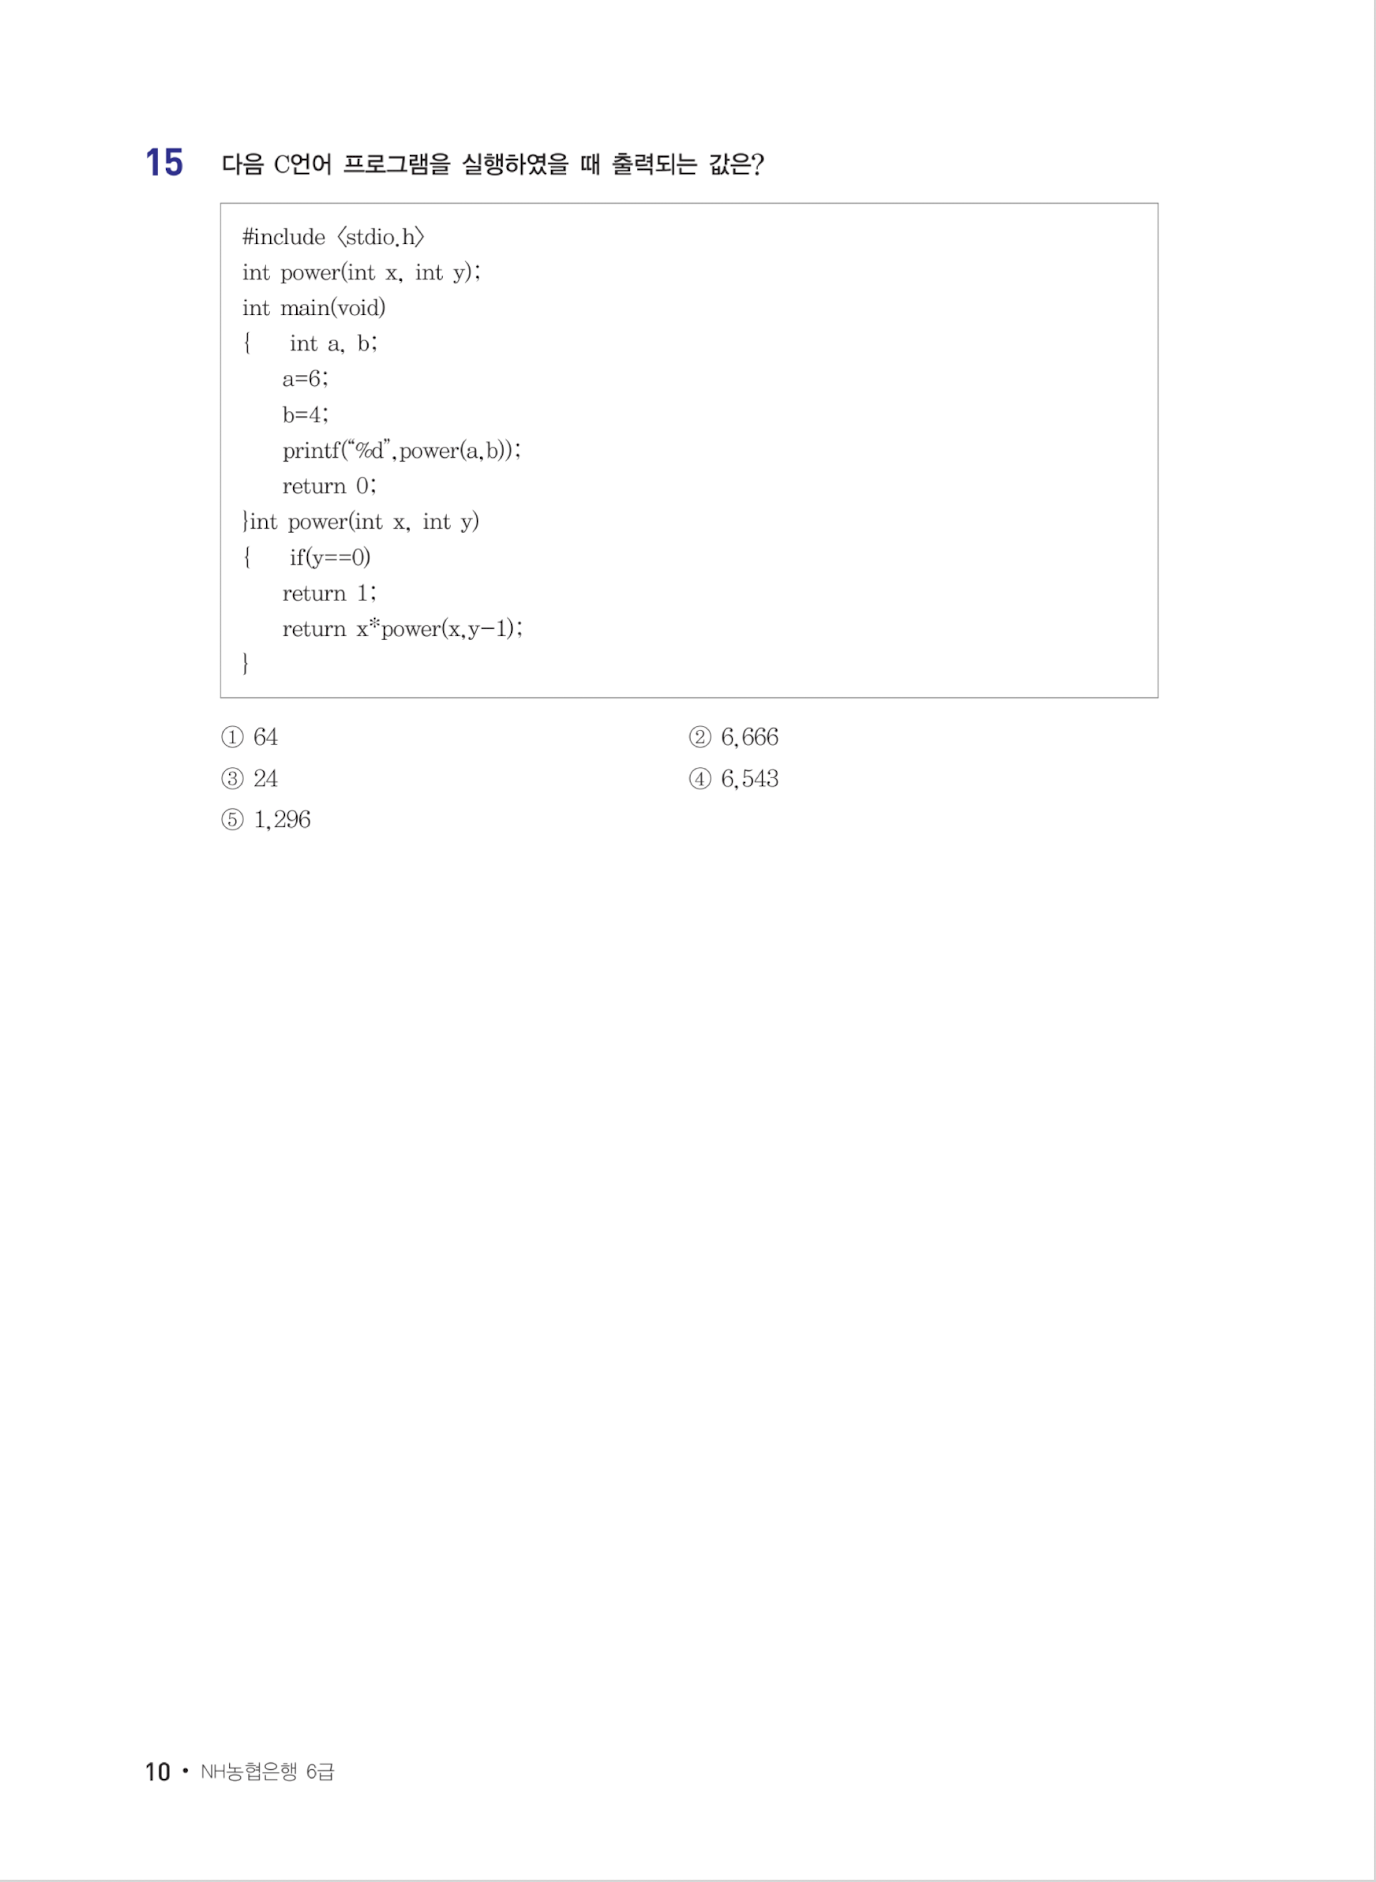 15 다음 C언어 프로그램을 실행하였을 때 출력되는 값은?
#include 〈stdio.h〉
int power(int x, int y);
int main(void)
{ int a, b;
a=6;
b=4;
printf(“%d”,power(a,b));
return 0;
}int power(int x, int y)
{ if(y==0)
return 1;
return x*power(x,y−1);
}
① 64 ② 6,666
③ 24 ④ 6,543
⑤ 1,296
10 • NH농협은행 6급